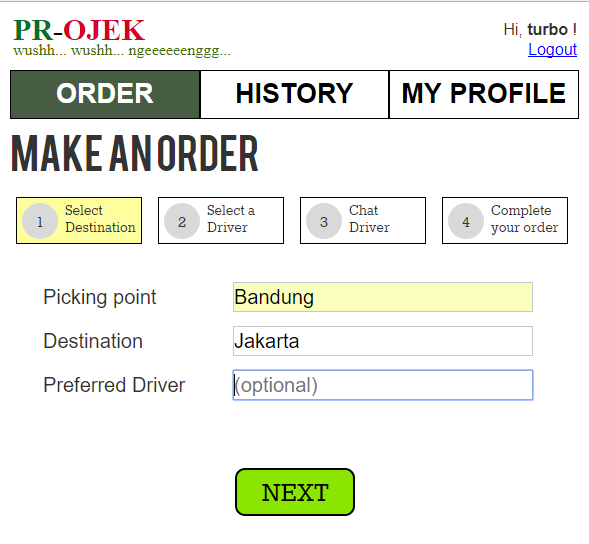 PR-OJEK
wushh... wushh... ngeeeeeenggg...
Hi, turbo !
Logout
ORDER
HISTORY
MY PROFILE
MAKE AN ORDER
1
Select
Destination
2
Select a
Driver
3
Chat
Driver
4
Complete
your order
Picking point
Bandung
Destination
Jakarta
Preferred Driver
(optional)
NEXT